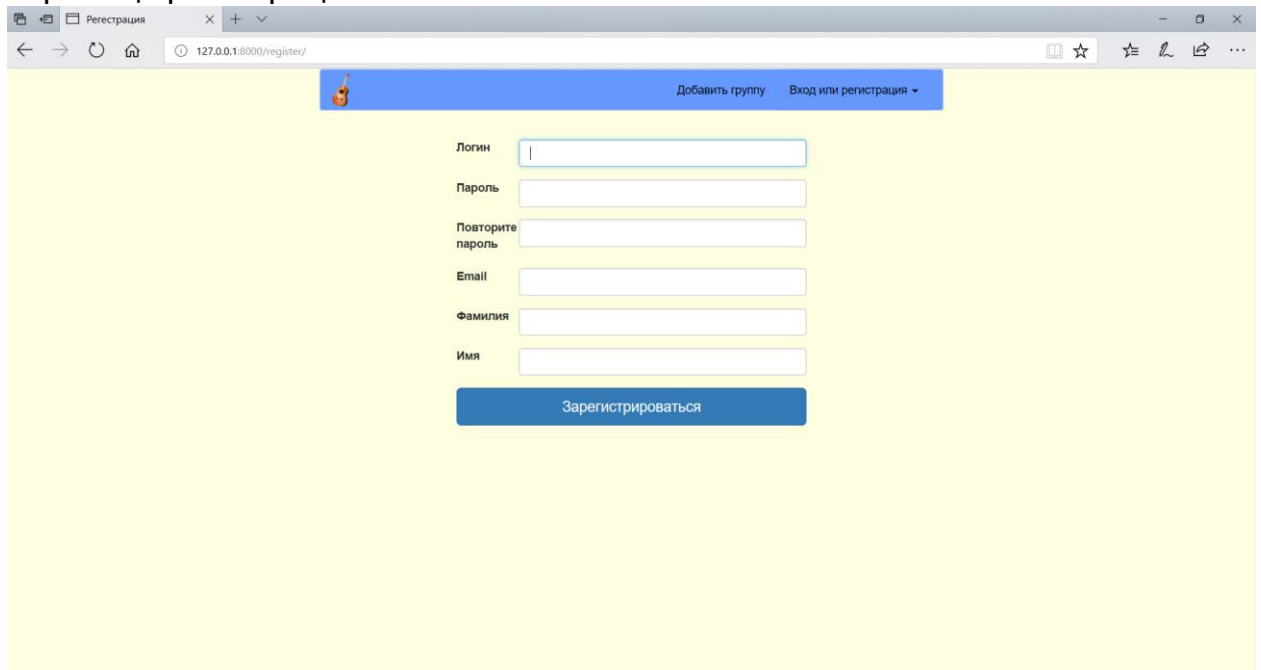 Регестрация
127.0.0.1:8000/register/
Добавить группу Вход или регистрация
Логин
Пароль
Повторите
пароль
Email
Фамилия
Имя
Зарегистрироваться